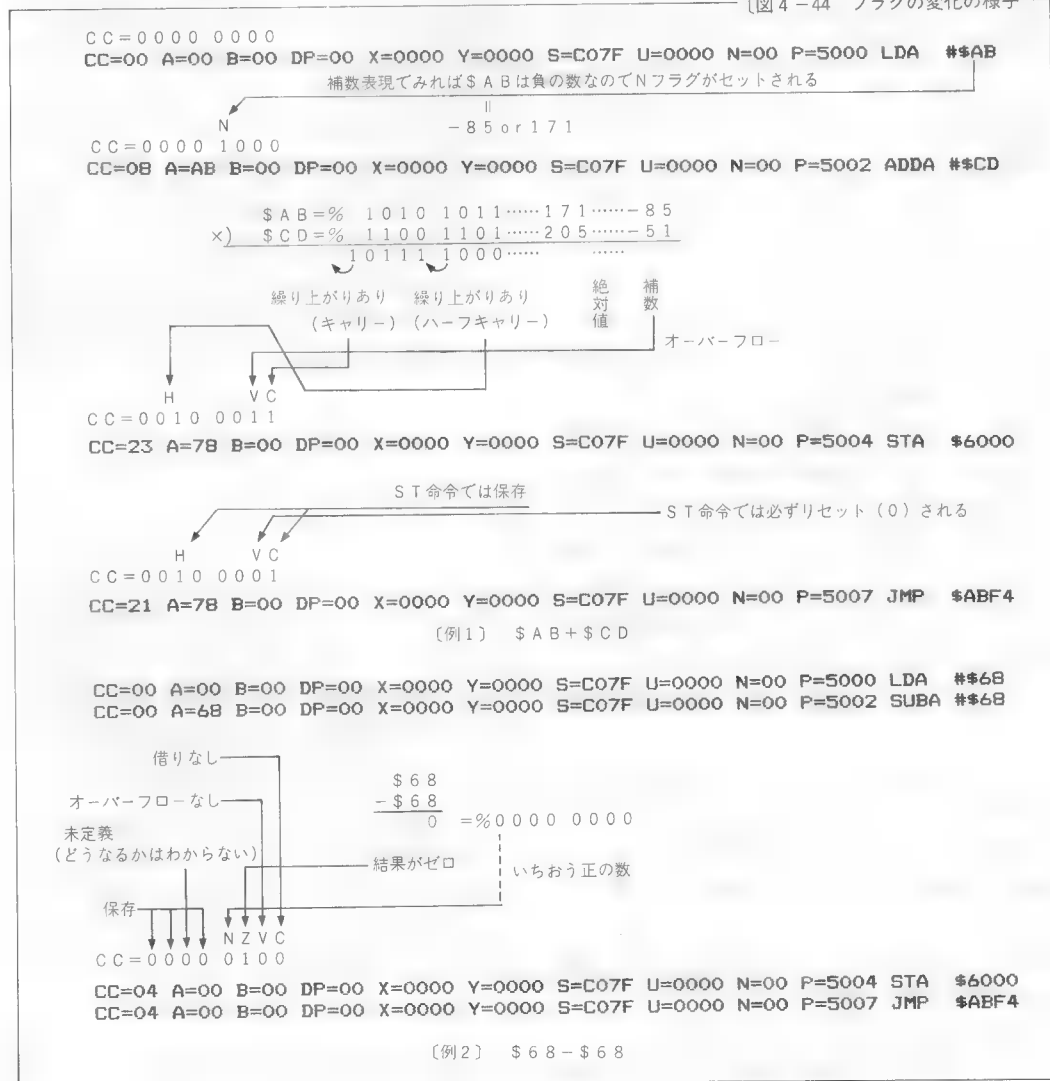 〔図4-44 フラグの変化の様子
CC=0000 0000
CC=00 A=00 B=00 DP=00 X=0000 Y=0000 S=C07F U=0000 N=00 P=5000 LDA #$AB
補数表現でみれば$ABは負の数なのでNフラグがセットされる
=
-85or171
N
CC=0000 1000
CC=08 A=AB B=00 DP=00 X=0000 Y=0000 S=C07F U=0000 N=00 P=5002 ADDA #$CD
$AB=% 1010 1011……171……-85
×) $CD=% 1100 1101……205……-51
10111 1000…… ……
繰り上がりあり 繰り上がりあり 絶対値 補数
(キャリー) (ハーフキャリー)
オーバーフロー
H V C
CC=0010 0011
CC=23 A=78 B=00 DP=00 X=0000 Y=0000 S=C07F U=0000 N=00 P=5004 STA $6000
ST命令では保存
ST命令では必ずリセット(0)される
H V C
CC=0010 0001
CC=21 A=78 B=00 DP=00 X=0000 Y=0000 S=C07F U=0000 N=00 P=5007 JMP $ABF4
〔例1〕 $AB+$CD
CC=00 A=00 B=00 DP=00 X=0000 Y=0000 S=C07F U=0000 N=00 P=5000 LDA #$68
CC=00 A=68 B=00 DP=00 X=0000 Y=0000 S=C07F U=0000 N=00 P=5002 SUBA #$68
借りなし
$68
オーバーフローなし
-$68
0 =%0000 0000
未定義
(どうなるかはわからない)
結果がゼロ
いちおう正の数
保存
N Z V C
CC=0000 0100
CC=04 A=00 B=00 DP=00 X=0000 Y=0000 S=C07F U=0000 N=00 P=5004 STA $6000
CC=04 A=00 B=00 DP=00 X=0000 Y=0000 S=C07F U=0000 N=00 P=5007 JMP $ABF4
〔例2〕 $68-$68